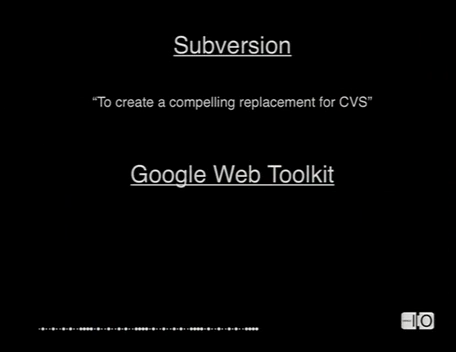 Subversion
“To create a compelling replacement for CVS”
Google Web Toolkit
IO